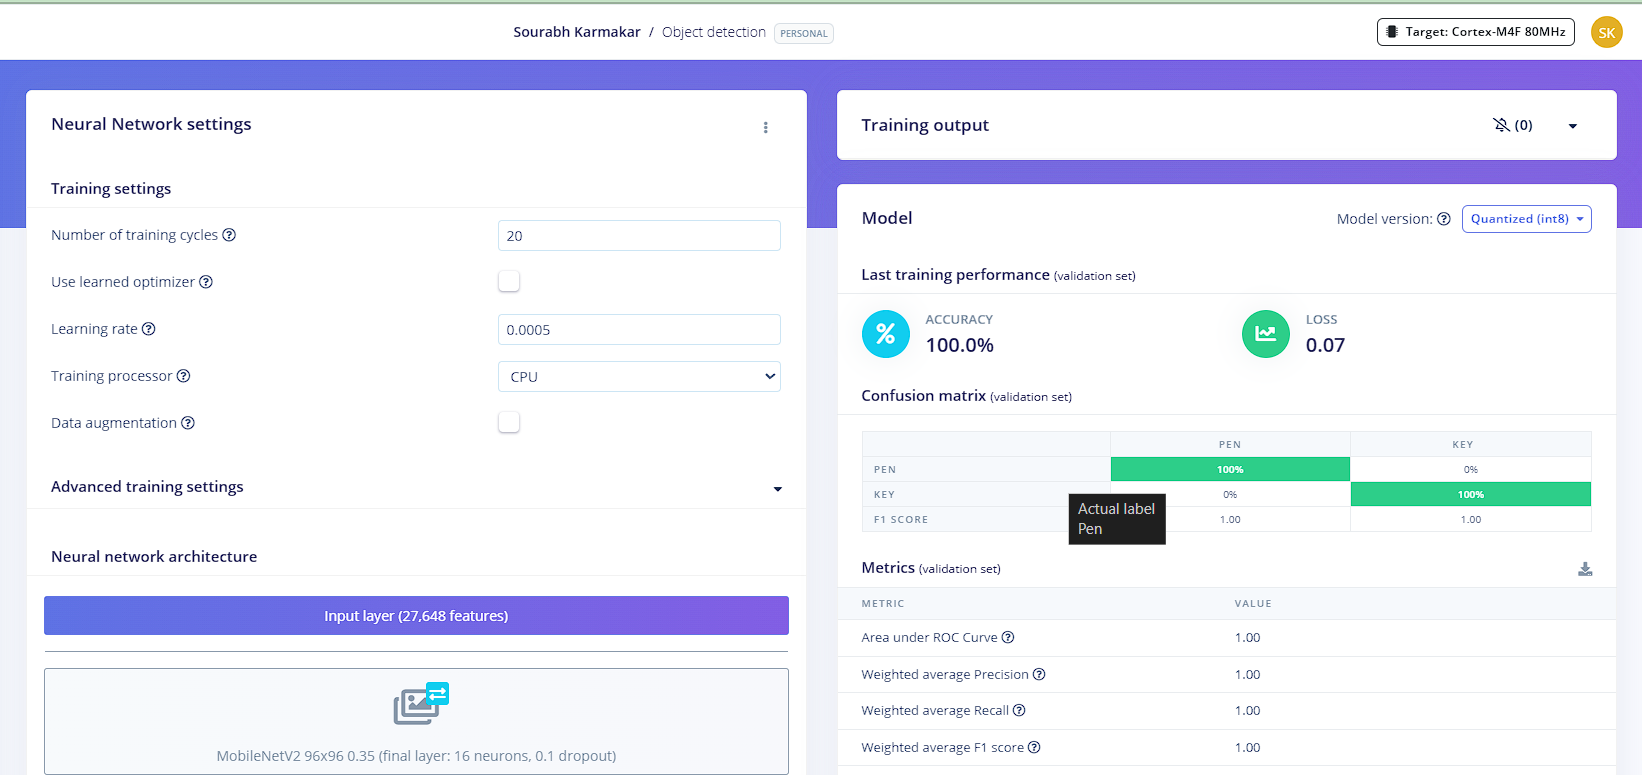 Sourabh Karmakar / Object detection PERSONAL
Target: Cortex-M4F 80MHz
SK
Neural Network settings
Training settings
Number of training cycles ?
20
Use learned optimizer ?
Learning rate ?
0.0005
Training processor ?
CPU
Data augmentation ?
Advanced training settings
Neural network architecture
Input layer (27,648 features)
MobileNetV2 96x96 0.35 (final layer: 16 neurons, 0.1 dropout)
Training output
(0)
Model
Model version: ? Quantized (int8)
Last training performance (validation set)
%
ACCURACY
100.0%
LOSS
0.07
Confusion matrix (validation set)
PEN KEY
PEN 100% 0%
KEY 0% 100%
F1 SCORE 1.00 1.00
Actual label
Pen
Metrics (validation set)
METRIC VALUE
Area under ROC Curve ? 1.00
Weighted average Precision ? 1.00
Weighted average Recall ? 1.00
Weighted average F1 score ? 1.00